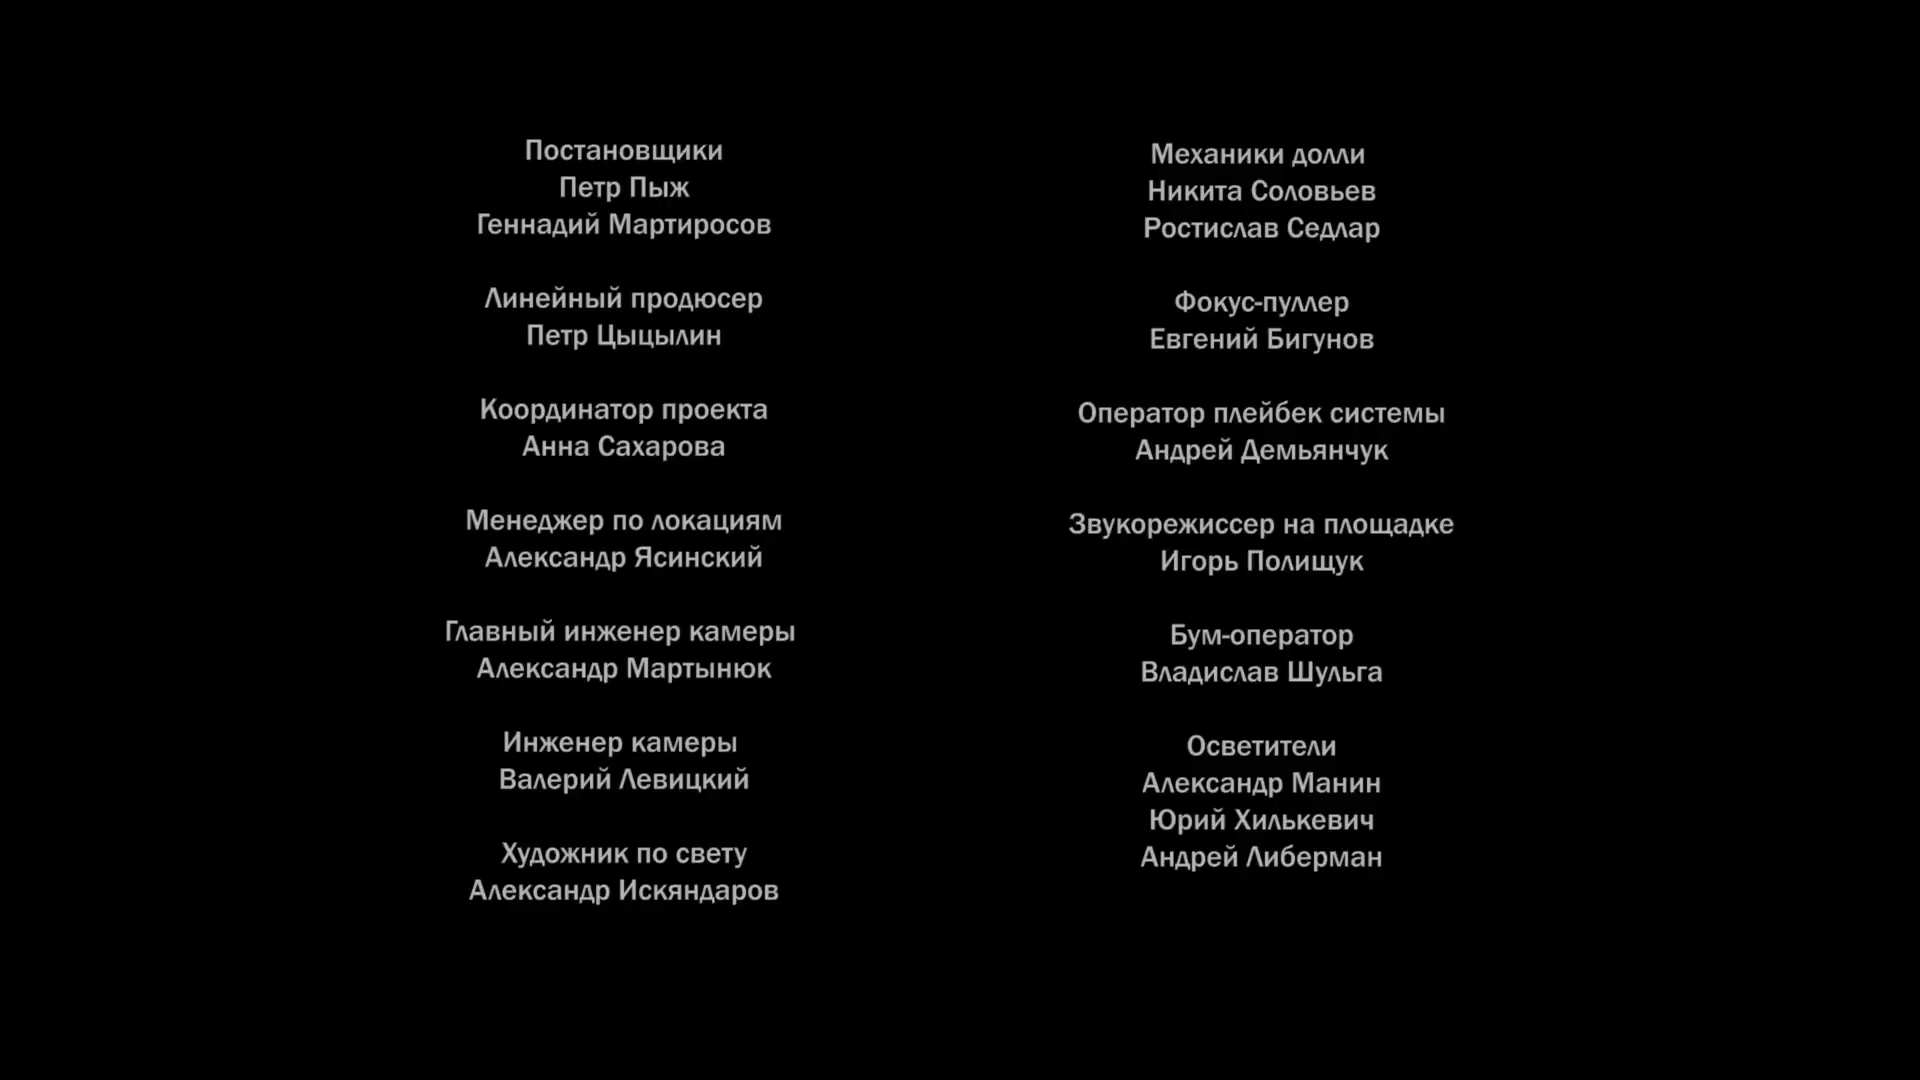 Постановщики
Петр Пыж
Геннадий Мартиросов
Линейный продюсер
Петр Цыцылин
Координатор проекта
Анна Сахарова
Менеджер по локациям
Александр Ясинский
Главный инженер камеры
Александр Мартынюк
Инженер камеры
Валерий Левицкий
Художник по свету
Александр Искяндаров
Механики долли
Никита Соловьев
Ростислав Седлар
Фокус-пуллер
Евгений Бигунов
Оператор плейбек системы
Андрей Демьянчук
Звукорежиссер на площадке
Игорь Полищук
Бум-оператор
Владислав Шульга
Осветители
Александр Манин
Юрий Хилькевич
Андрей Либерман